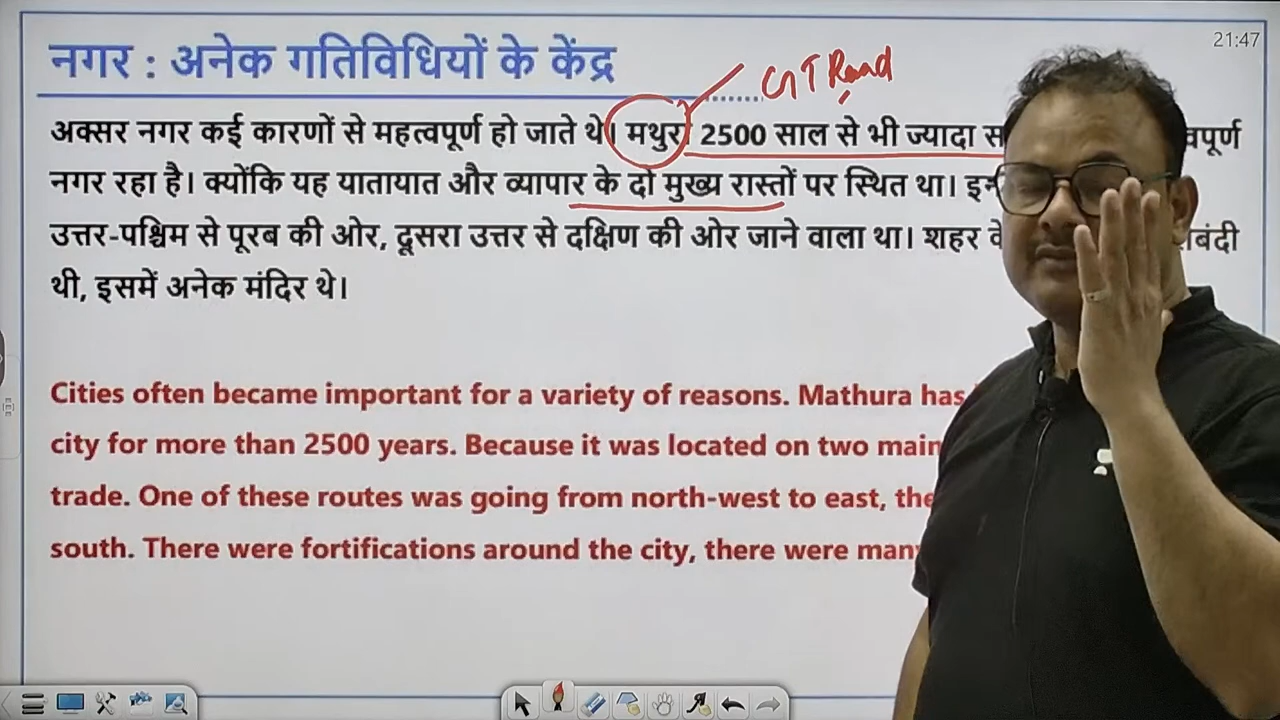 21:47
नगर : अनेक गतिविधियों के केंद्र
GT Road
अक्सर नगर कई कारणों से महत्वपूर्ण हो जाते थे। मथुरा 2500 साल से भी ज्यादा
नगर रहा है। क्योंकि यह यातायात और व्यापार के दो मुख्य रास्तों पर स्थित था।
उत्तर-पश्चिम से पूरब की ओर, दूसरा उत्तर से दक्षिण की ओर जाने वाला था। शहर
थी, इसमें अनेक मंदिर थे।
Cities often became important for a variety of reasons. Mathura has
city for more than 2500 years. Because it was located on two main
trade. One of these routes was going from north-west to east, the
south. There were fortifications around the city, there were many